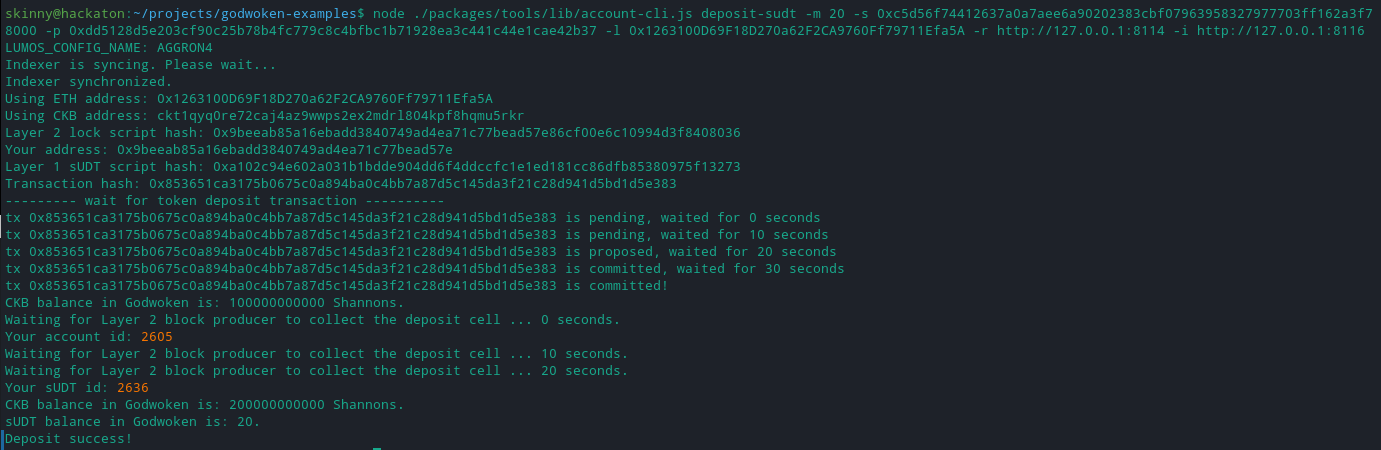 skinny@hackaton:~/projects/godwoken-examples$ node ./packages/tools/lib/account-cli.js deposit-sudt -m 20 -s 0xc5d56f74412637a0a7aee6a90202383cbf07963958327977703ff162a3f7
8000 -p 0xdd5128d5e203cf90c25b78b4fc779c8c4bfbc1b71928ea3c441c44e1cae42b37 -l 0x1263100D69F18D270a62F2CA9760Ff79711Efa5A -r http://127.0.0.1:8114 -i http://127.0.0.1:8116
LUMOS_CONFIG_NAME: AGGRON4
Indexer is syncing. Please wait...
Indexer synchronized.
Using ETH address: 0x1263100D69F18D270a62F2CA9760Ff79711Efa5A
Using CKB address: ckt1qyq0re72caj4az9wwps2ex2mdrl804kpf8hqmu5rkr
Layer 2 lock script hash: 0x9beeab85a16ebadd3840749ad4ea71c77bead57e86cf00e6c10994d3f8408036
Your address: 0x9beeab85a16ebadd3840749ad4ea71c77bead57e
Layer 1 sUDT script hash: 0xa102c94e602a031b1bdde904dd6f4ddccfc1e1ed181cc86dfb85380975f13273
Transaction hash: 0x853651ca3175b0675c0a894ba0c4bb7a87d5c145da3f21c28d941d5bd1d5e383
--------- wait for token deposit transaction ----------
tx 0x853651ca3175b0675c0a894ba0c4bb7a87d5c145da3f21c28d941d5bd1d5e383 is pending, waited for 0 seconds
tx 0x853651ca3175b0675c0a894ba0c4bb7a87d5c145da3f21c28d941d5bd1d5e383 is pending, waited for 10 seconds
tx 0x853651ca3175b0675c0a894ba0c4bb7a87d5c145da3f21c28d941d5bd1d5e383 is proposed, waited for 20 seconds
tx 0x853651ca3175b0675c0a894ba0c4bb7a87d5c145da3f21c28d941d5bd1d5e383 is committed, waited for 30 seconds
tx 0x853651ca3175b0675c0a894ba0c4bb7a87d5c145da3f21c28d941d5bd1d5e383 is committed!
CKB balance in Godwoken is: 100000000000 Shannons.
Waiting for Layer 2 block producer to collect the deposit cell ... 0 seconds.
Your account id: 2605
Waiting for Layer 2 block producer to collect the deposit cell ... 10 seconds.
Waiting for Layer 2 block producer to collect the deposit cell ... 20 seconds.
Your sUDT id: 2636
CKB balance in Godwoken is: 200000000000 Shannons.
sUDT balance in Godwoken is: 20.
Deposit success!